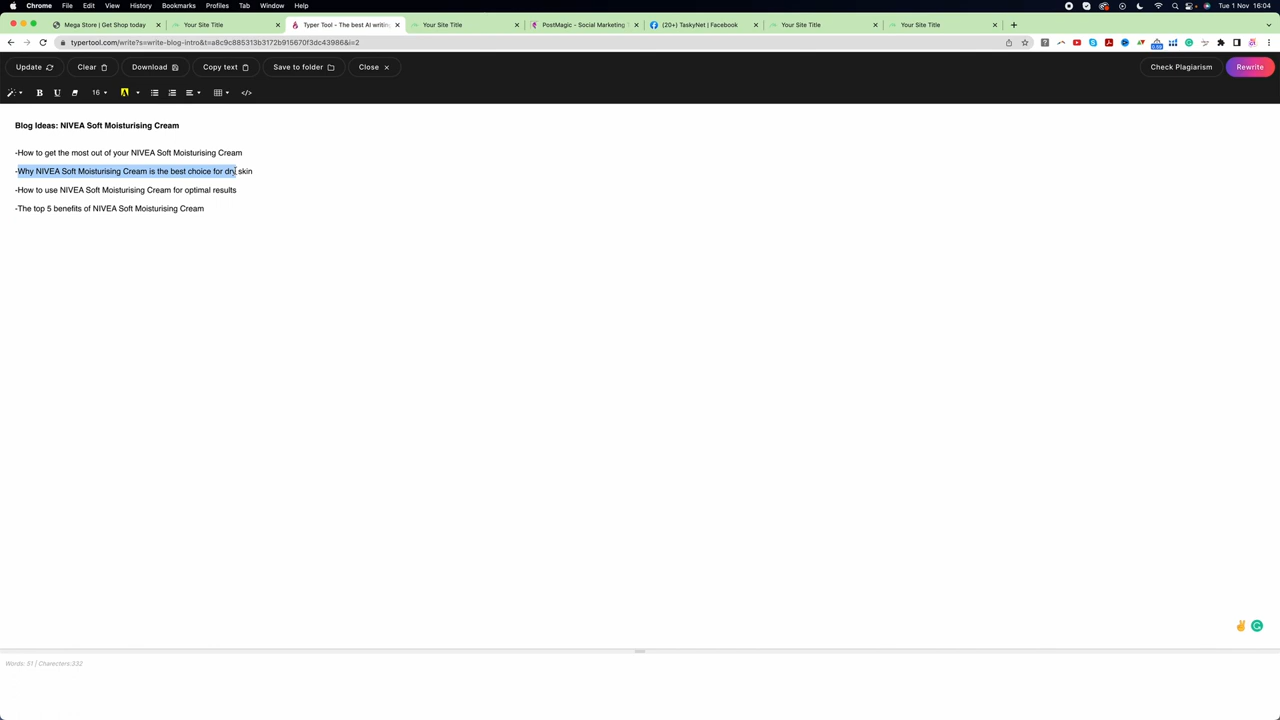 Chrome File Edit View History Bookmarks Profiles Tab Window Help Tue 1 Nov 16:04
Mega Store | Get Shop today Your Site Title Typer Tool - The best AI writing Your Site Title PostMagic - Social Marketing (20+) TaskyNet | Facebook Your Site Title Your Site Title
typertool.com/write?s=write-blog-intro&t=a8c9c885313b3172b915670f3dc43986&i=2
Update Clear Download Copy text Save to folder Close Check Plagiarism Rewrite
B U 16 A </>
Blog Ideas: NIVEA Soft Moisturising Cream
-How to get the most out of your NIVEA Soft Moisturising Cream
-Why NIVEA Soft Moisturising Cream is the best choice for dry skin
-How to use NIVEA Soft Moisturising Cream for optimal results
-The top 5 benefits of NIVEA Soft Moisturising Cream
Words: 51 | Charecters:332